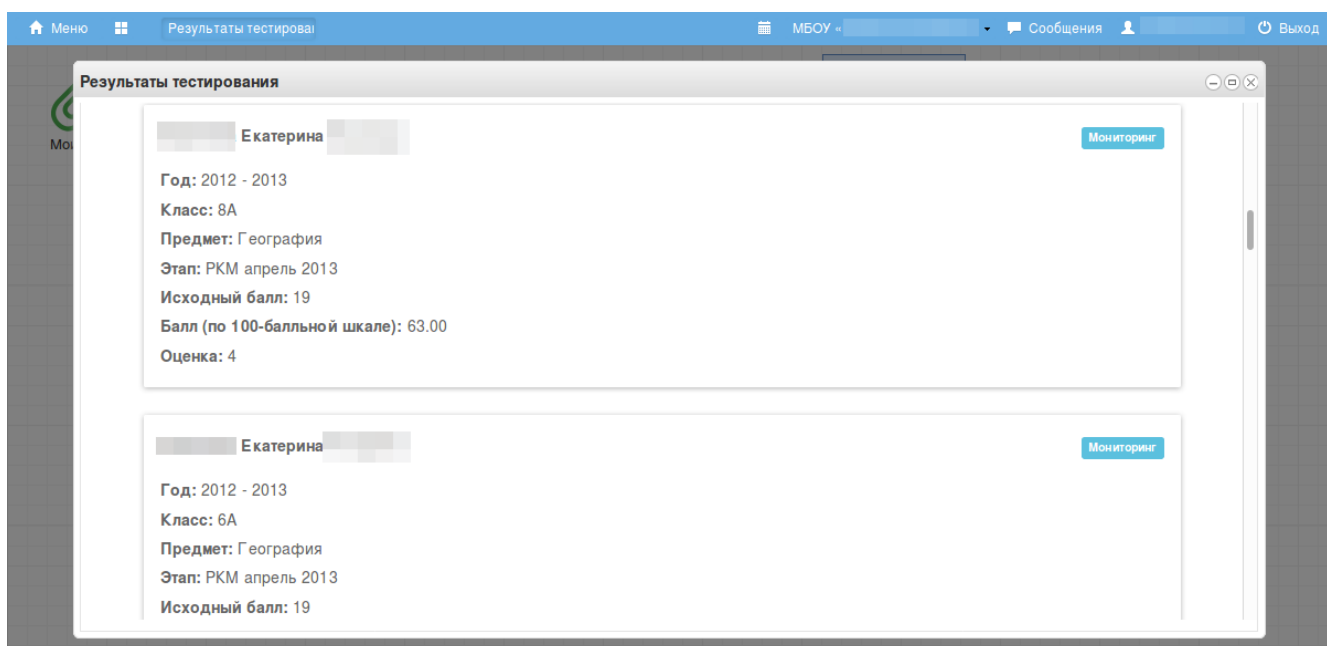 Меню Результаты тестирова МБОУ « Сообщения Выход
Результаты тестирования
Мои
Екатерина Мониторинг
Год: 2012 - 2013
Класс: 8А
Предмет: География
Этап: РКМ апрель 2013
Исходный балл: 19
Балл (по 100-балльной шкале): 63.00
Оценка: 4
Екатерина Мониторинг
Год: 2012 - 2013
Класс: 6А
Предмет: География
Этап: РКМ апрель 2013
Исходный балл: 19